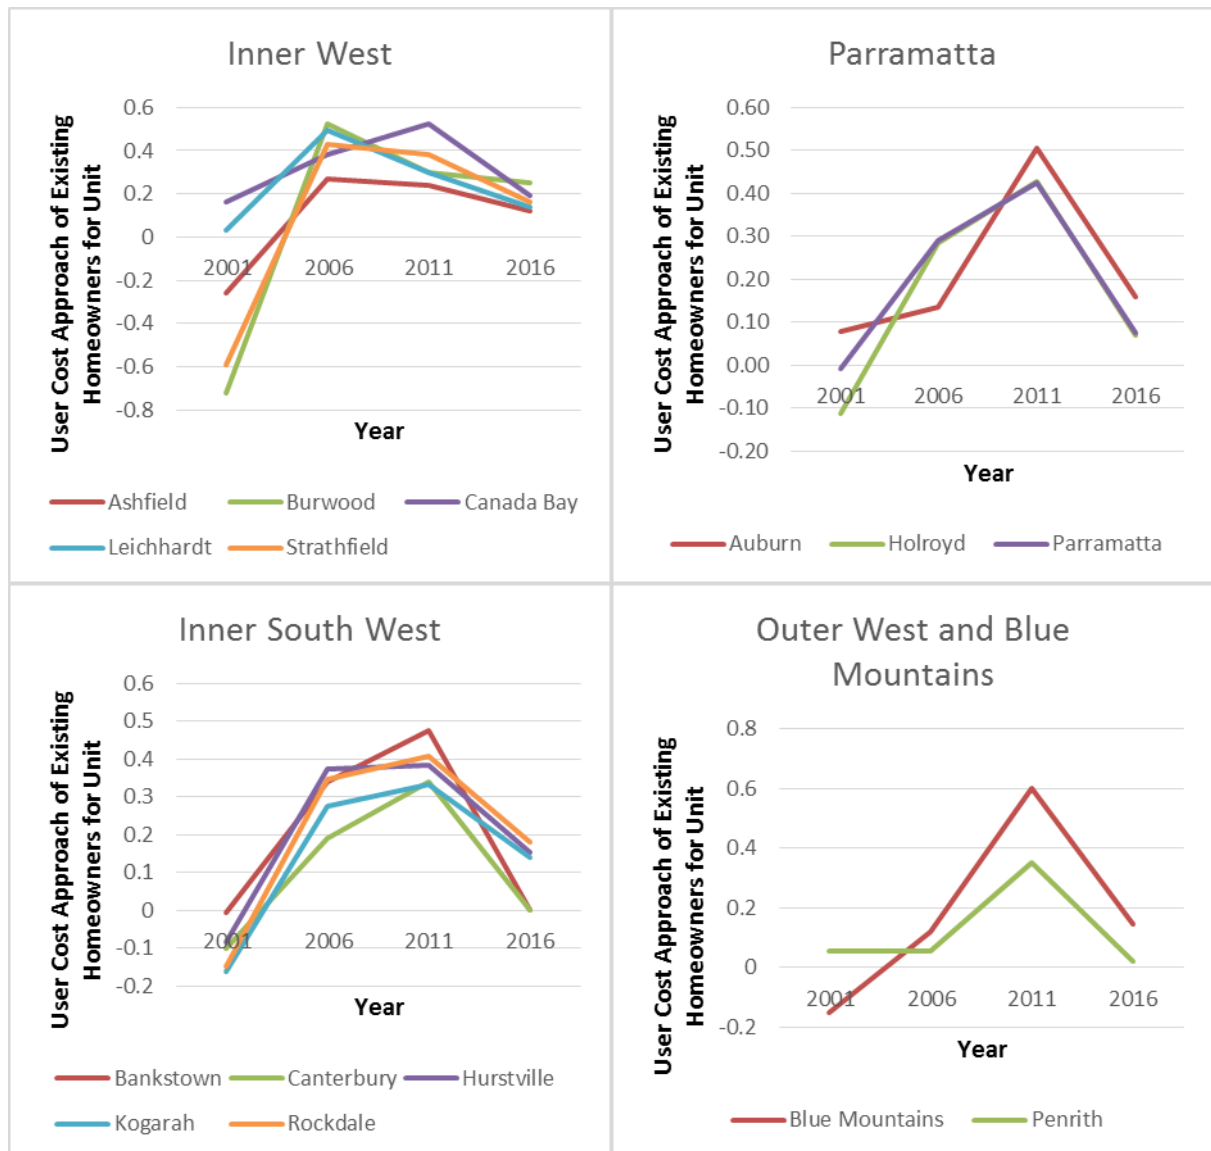 Inner West
User Cost Approach of Existing
Homeowners for Unit
0.6
0.4
0.2
0
-0.2
-0.4
-0.6
-0.8
2001 2006 2011 2016
Year
Ashfield Burwood Canada Bay
Leichhardt Strathfield
Parramatta
User Cost Approach of Existing
Homeowners for Unit
0.60
0.50
0.40
0.30
0.20
0.10
0.00
-0.10
-0.20
2001 2006 2011 2016
Year
Auburn Holroyd Parramatta
Inner South West
User Cost Approach of Existing
Homeowners for Unit
0.6
0.5
0.4
0.3
0.2
0.1
0
-0.1
-0.2
2001 2006 2011 2016
Year
Bankstown Canterbury Hurstville
Kogarah Rockdale
Outer West and Blue
Mountains
User Cost Approach of Existing
Homeowners for Unit
0.8
0.6
0.4
0.2
0
-0.2
2001 2006 2011 2016
Year
Blue Mountains Penrith